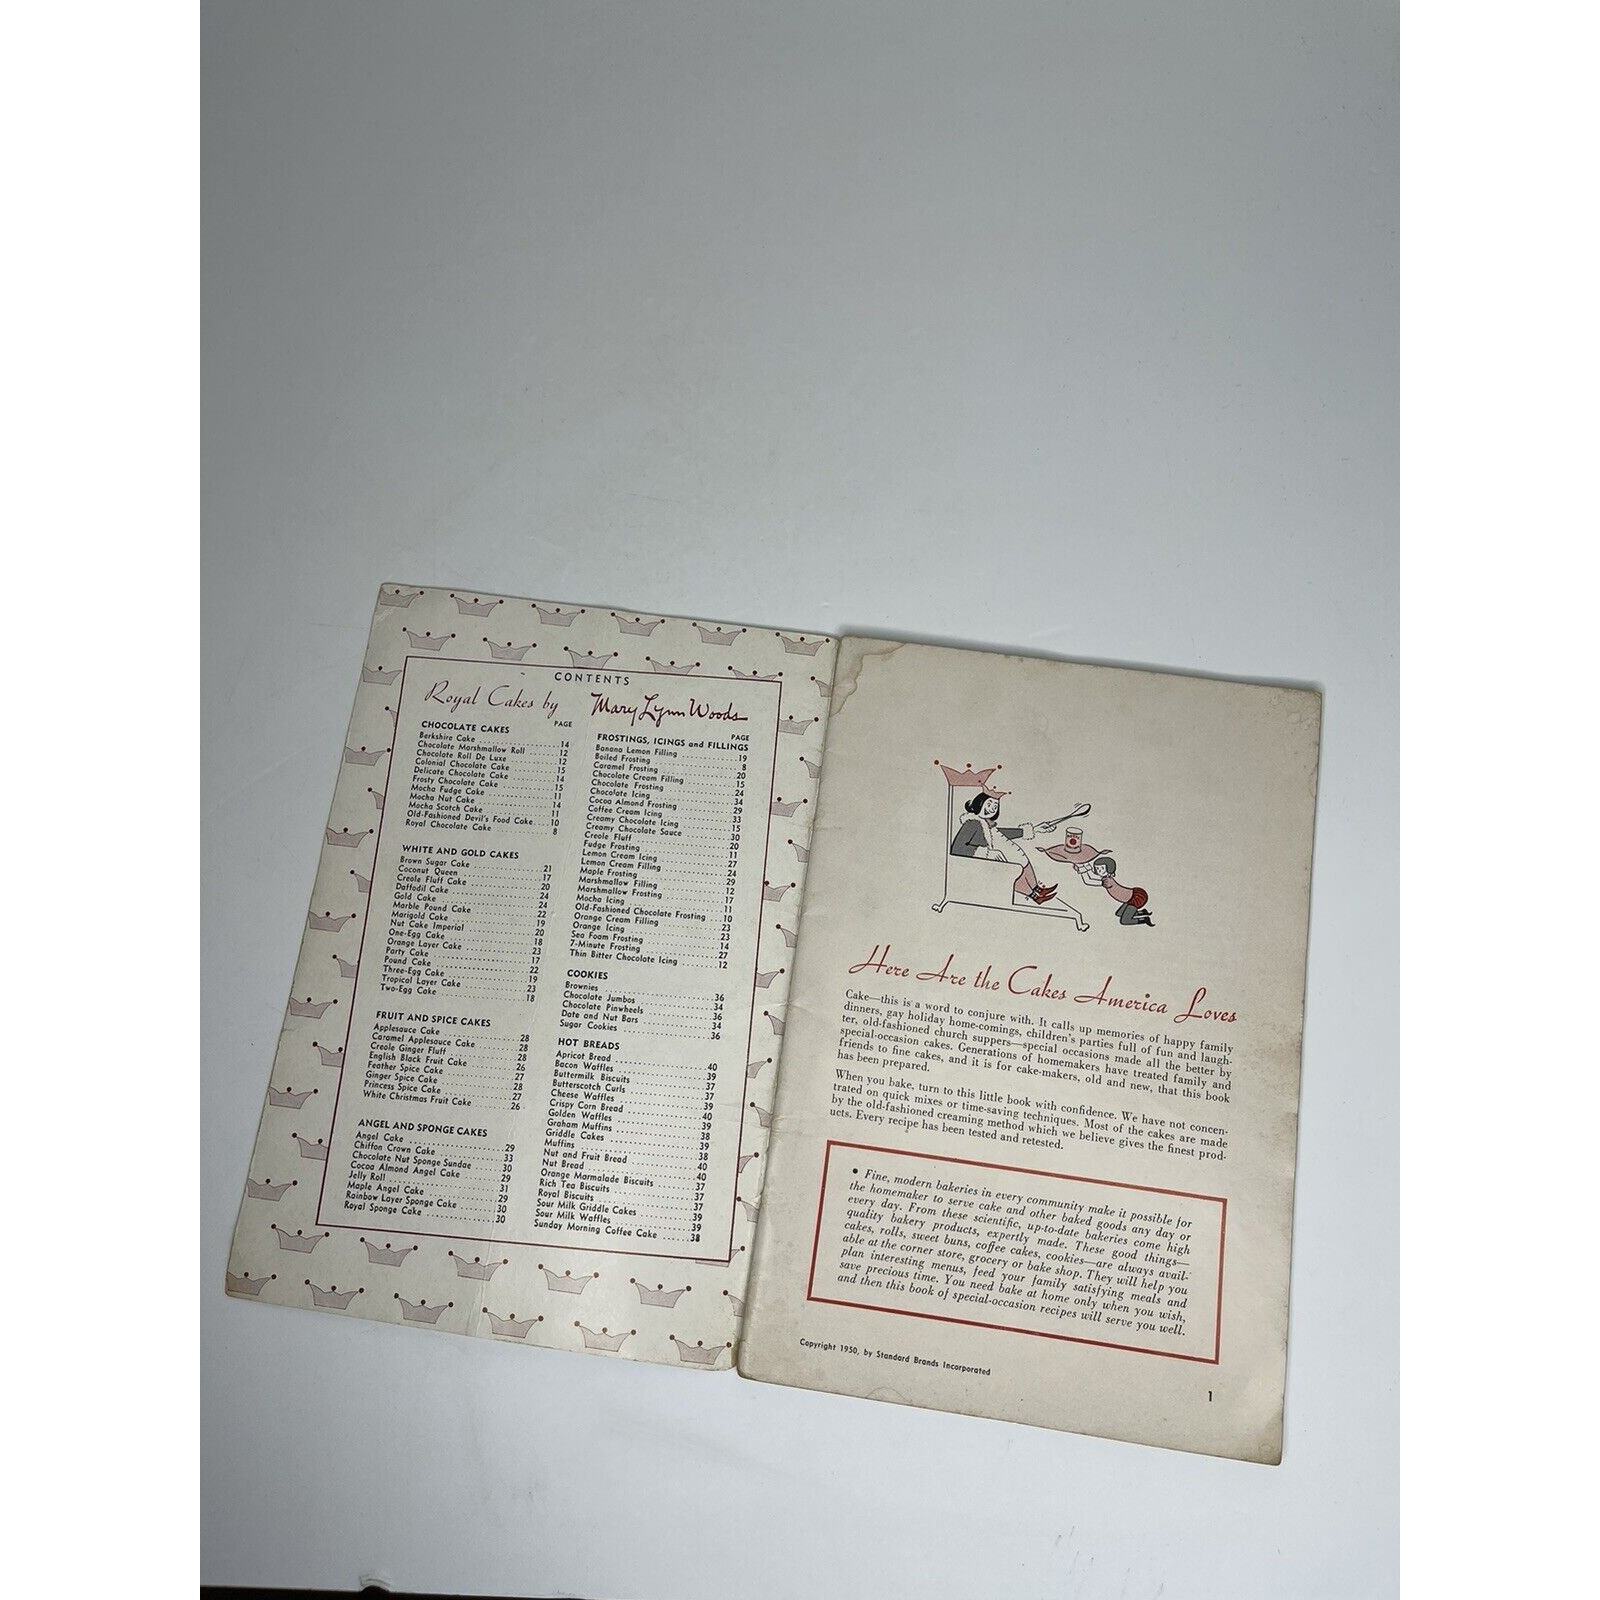 CONTENTS
Royal Cakes by Mary Lynn Woods
PAGE
CHOCOLATE CAKES
Berkshire Cake 14
Chocolate Marshmallow Roll 12
Chocolate Roll De Luxe 12
Colonial Chocolate Cake 15
Delicate Chocolate Cake 14
Frosty Chocolate Cake 15
Mocha Fudge Cake 11
Mocha Nut Cake 14
Mocha Scotch Cake 11
Old-Fashioned Devil's Food Cake 10
Royal Chocolate Cake 8
WHITE AND GOLD CAKES
Brown Sugar Cake 21
Coconut Queen 17
Creole Fluff Cake 20
Daffodil Cake 24
Gold Cake 24
Marble Pound Cake 22
Marigold Cake 19
Nut Cake Imperial 20
One-Egg Cake 18
Orange Layer Cake 23
Party Cake 17
Pound Cake 22
Three-Egg Cake 19
Tropical Layer Cake 23
Two-Egg Cake 18
FRUIT AND SPICE CAKES
Applesauce Cake 28
Caramel Applesauce Cake 28
Creole Ginger Fluff 28
English Black Fruit Cake 26
Feather Spice Cake 27
Ginger Spice Cake 28
Princess Spice Cake 27
White Christmas Fruit Cake 26
ANGEL AND SPONGE CAKES
Angel Cake 29
Chiffon Crown Cake 33
Chocolate Nut Sponge Sundae 30
Cocoa Almond Angel Cake 29
Jelly Roll 31
Maple Angel Cake 29
Rainbow Layer Sponge Cake 30
Royal Sponge Cake 30
PAGE
FROSTINGS, ICINGS and FILLINGS
Banana Lemon Filling 19
Boiled Frosting 8
Caramel Frosting 20
Chocolate Cream Filling 15
Chocolate Frosting 24
Chocolate Icing 34
Cocoa Almond Frosting 29
Coffee Cream Icing 33
Creamy Chocolate Icing 15
Creamy Chocolate Sauce 30
Creole Fluff 20
Fudge Frosting 11
Lemon Cream Icing 27
Lemon Cream Filling 24
Maple Frosting 29
Marshmallow Filling 12
Marshmallow Frosting 17
Mocha Icing 11
Old-Fashioned Chocolate Frosting 10
Orange Cream Filling 23
Orange Icing 23
Sea Foam Frosting 14
7-Minute Frosting 27
Thin Bitter Chocolate Icing 12
COOKIES
Brownies 36
Chocolate Jumbos 34
Chocolate Pinwheels 36
Date and Nut Bars 34
Sugar Cookies 36
HOT BREADS
Apricot Bread 40
Bacon Waffles 39
Buttermilk Biscuits 37
Butterscotch Curls 37
Cheese Waffles 39
Crispy Corn Bread 40
Golden Waffles 39
Graham Muffins 38
Griddle Cakes 39
Muffins 38
Nut and Fruit Bread 40
Nut Bread 40
Orange Marmalade Biscuits 37
Rich Tea Biscuits 37
Royal Biscuits 37
Sour Milk Griddle Cakes 39
Sour Milk Waffles 39
Sunday Morning Coffee Cake 38
Here Are the Cakes America Loves
Cake—this is a word to conjure with. It calls up memories of happy family
dinners, gay holiday home-comings, children's parties full of fun and laugh-
ter, old-fashioned church suppers—special occasions made all the better by
special-occasion cakes. Generations of homemakers have treated family and
friends to fine cakes, and it is for cake-makers, old and new, that this book
has been prepared.
When you bake, turn to this little book with confidence. We have not concen-
trated on quick mixes or time-saving techniques. Most of the cakes are made
by the old-fashioned creaming method which we believe gives the finest prod-
ucts. Every recipe has been tested and retested.
• Fine, modern bakeries in every community make it possible for
the homemaker to serve cake and other baked goods any day or
every day. From these scientific, up-to-date bakeries come high
quality bakery products, expertly made. These good things—
cakes, rolls, sweet buns, coffee cakes, cookies—are always avail-
able at the corner store, grocery or bake shop. They will help you
plan interesting menus, feed your family satisfying meals and
save precious time. You need bake at home only when you wish,
and then this book of special-occasion recipes will serve you well.
Copyright 1950, by Standard Brands Incorporated
1